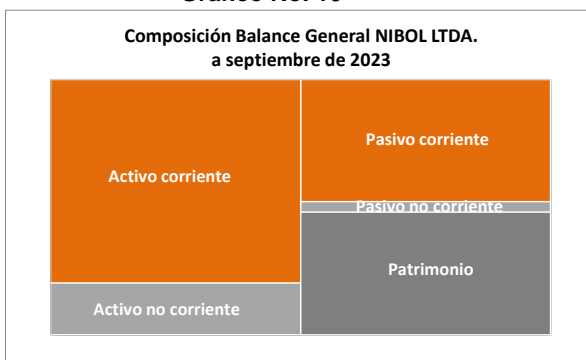 Composición Balance General NIBOL LTDA.
a septiembre de 2023
Activo corriente
Activo no corriente
Pasivo corriente
Pasivo no corriente
Patrimonio